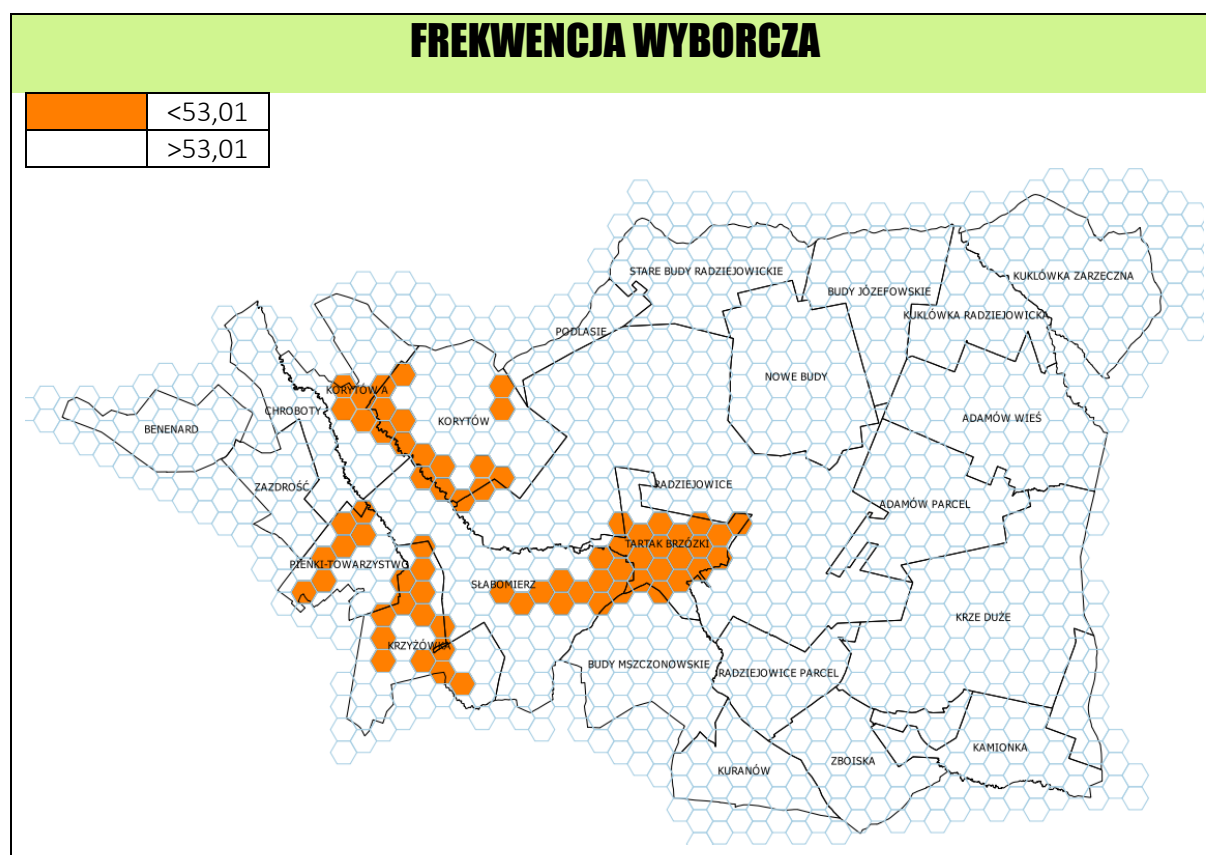 FREKWENCJA WYBORCZA
<53,01
>53,01
STARE BUDY RADZIEJOWICKIE
KUKLÓWKA ZARZECZNA
BUDY JÓZEFOWSKIE
KUKLÓWKA RADZIEJOWICKA
PODLASIE
NOWE BUDY
KORYTÓW A
CHROBOTY
KORYTÓW
ADAMÓW WIEŚ
BENENARD
ZAZDROŚĆ
RADZIEJOWICE
ADAMÓW PARCEL
TARTAK BRZÓZKI
PIENKI-TOWARZYSTWO
SŁABOMIERZ
KRZE DUŻE
KRZYŻÓWKA
BUDY MSZCZONOWSKIE
RADZIEJOWICE PARCEL
KAMIONKA
ZBOISKA
KURANÓW